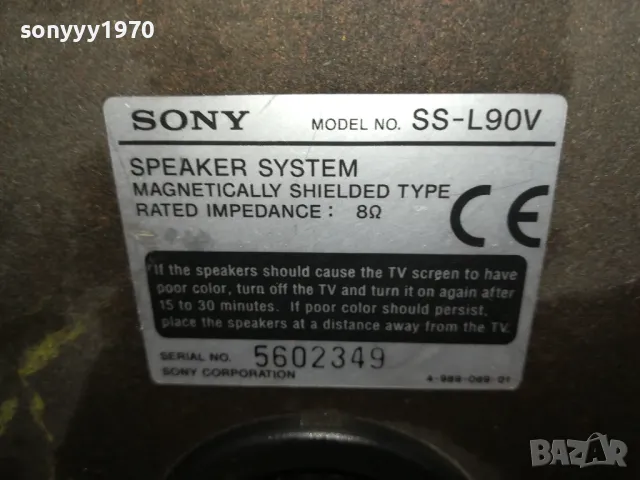 sonyyy1970
SONY MODEL NO. SS-L90V
SPEAKER SYSTEM
MAGNETICALLY SHIELDED TYPE
RATED IMPEDANCE : 8Ω
CE
If the speakers should cause the TV screen to have
poor color, turn off the TV and turn it on again after
15 to 30 minutes. If poor color should persist,
place the speakers at a distance away from the TV.
SERIAL NO. 5602349
SONY CORPORATION 4-988-089-01
BAZAR